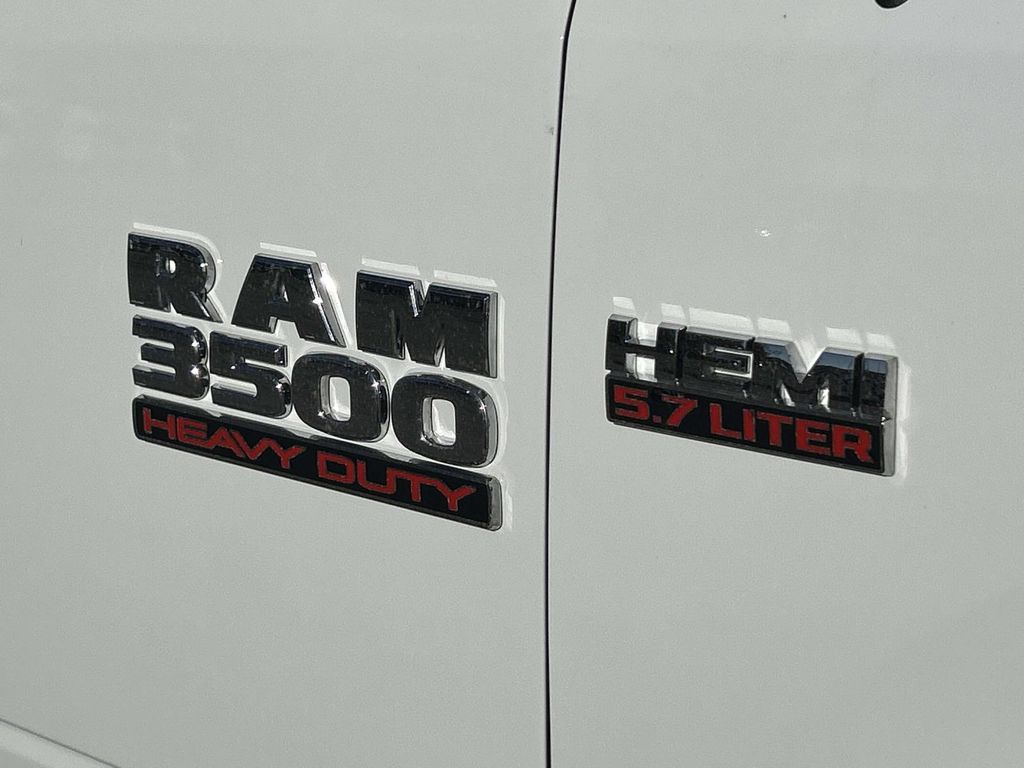 RAM
3500
HEAVY DUTY
HEMI
5.7 LITER